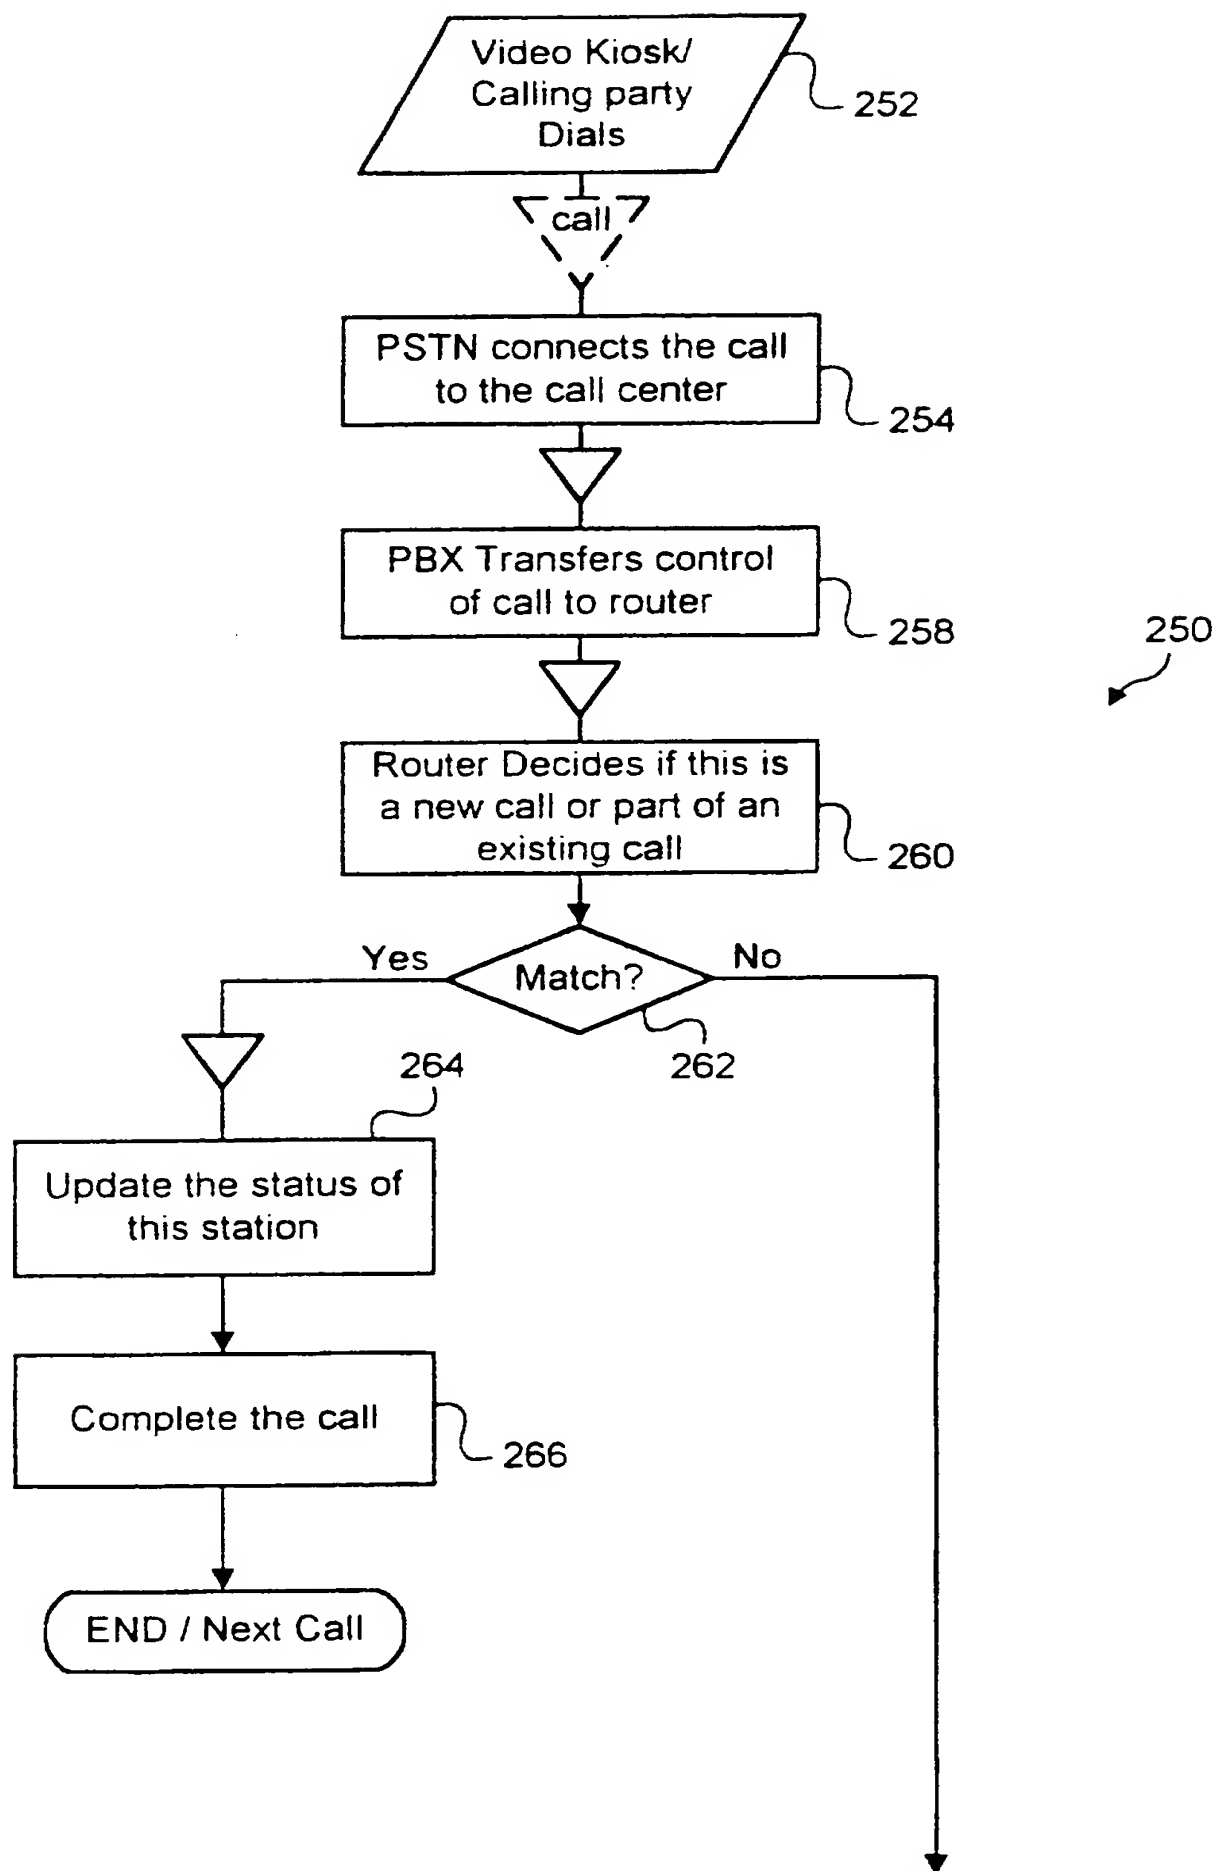 Video Kiosk/
Calling party
Dials
252
call
PSTN connects the call
to the call center
254
PBX Transfers control
of call to router
258
250
Router Decides if this is
a new call or part of an
existing call
260
Yes
Match?
No
262
264
Update the status of
this station
Complete the call
266
END / Next Call